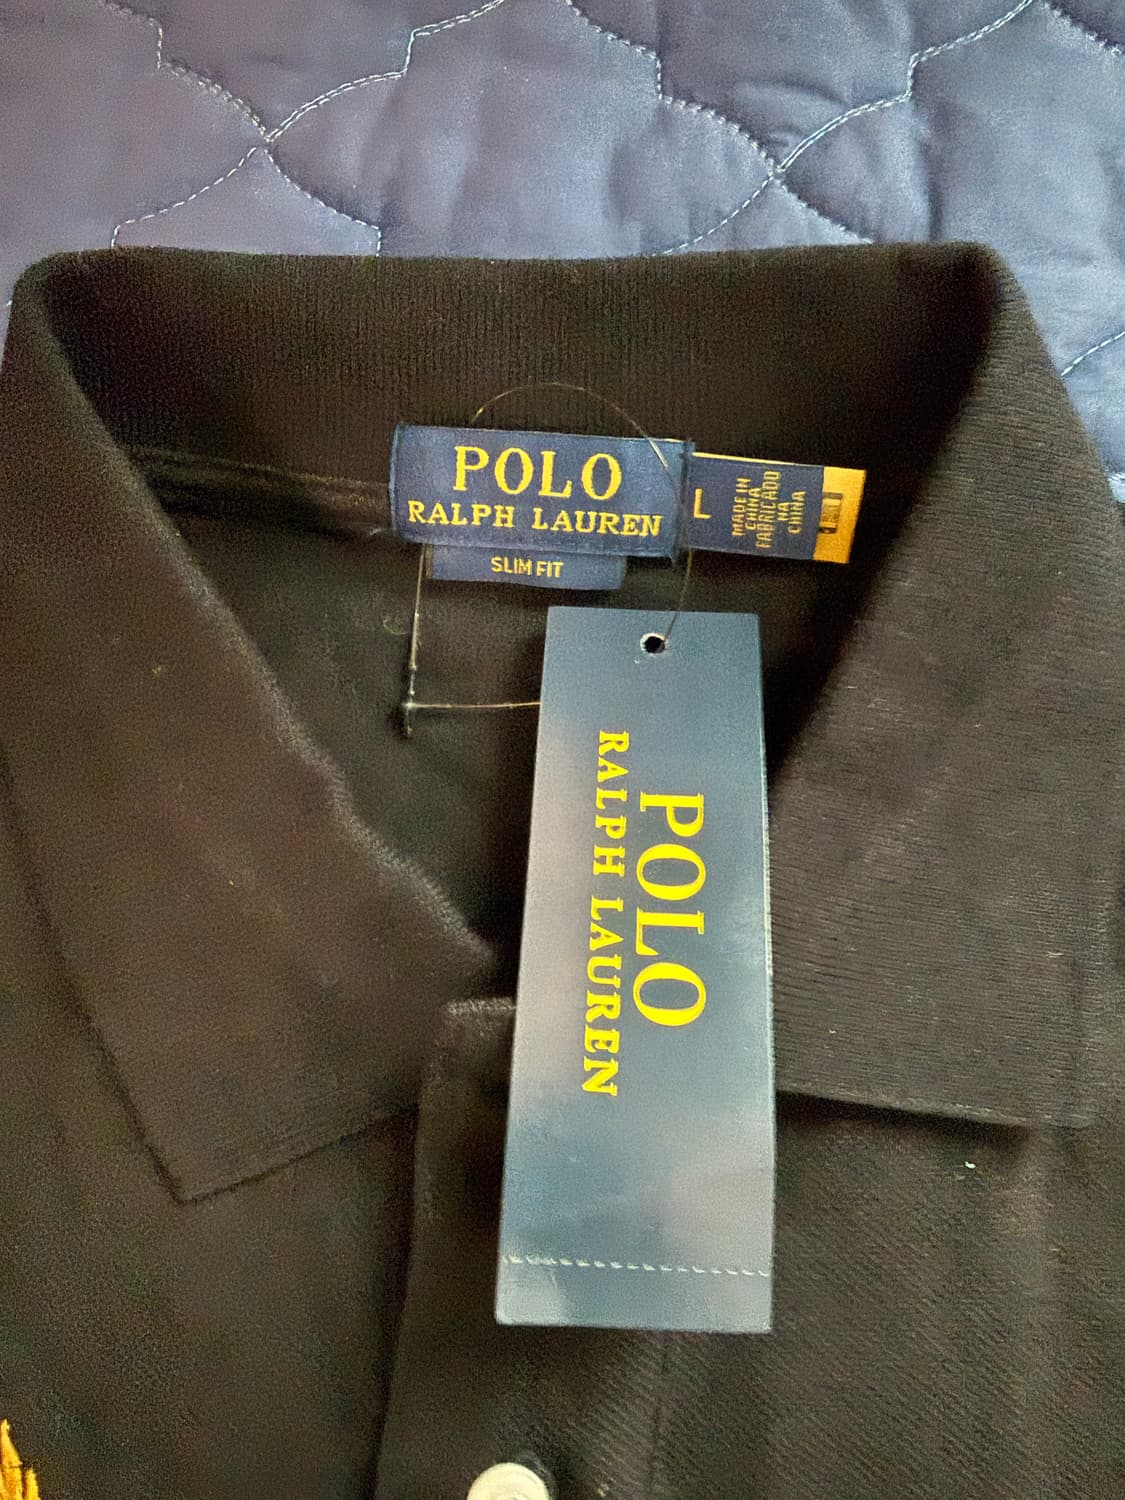 POLO
RALPH LAUREN
SLIM FIT
L
MADE IN
CHINA
FABRICADO
NA
CHINA
POLO
RALPH LAUREN